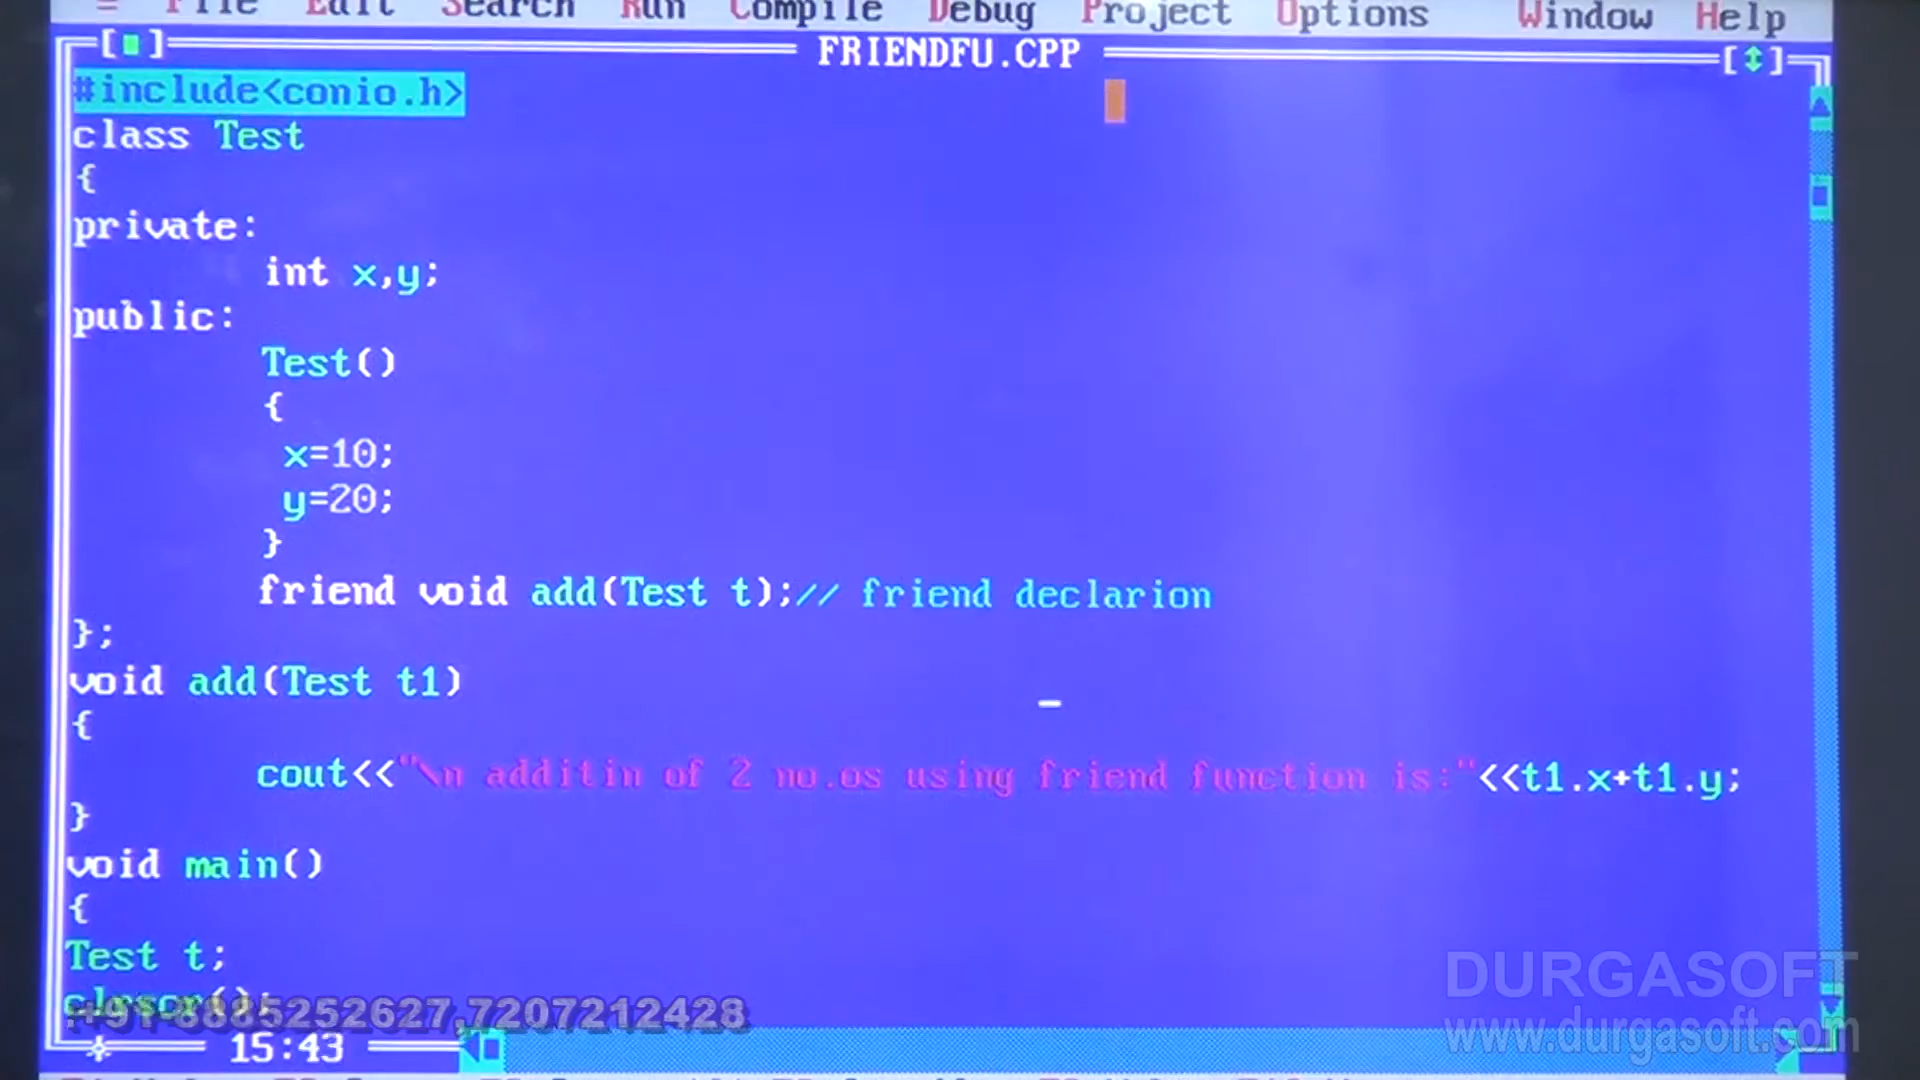 ≡ File Edit Search Run Compile Debug Project Options Window Help
[■] FRIENDFU.CPP [↕]
#include<conio.h>
class Test
{
private:
int x,y;
public:
Test()
{
x=10;
y=20;
}
friend void add(Test t);// friend declarion
};
void add(Test t1)
{
cout<<"\n additin of 2 no.os using friend function is:"<<t1.x+t1.y;
}
void main()
{
Test t;
clrscr();
:+91-8885252627,7207212428
15:43
DURGASOFT
www.durgasoft.com